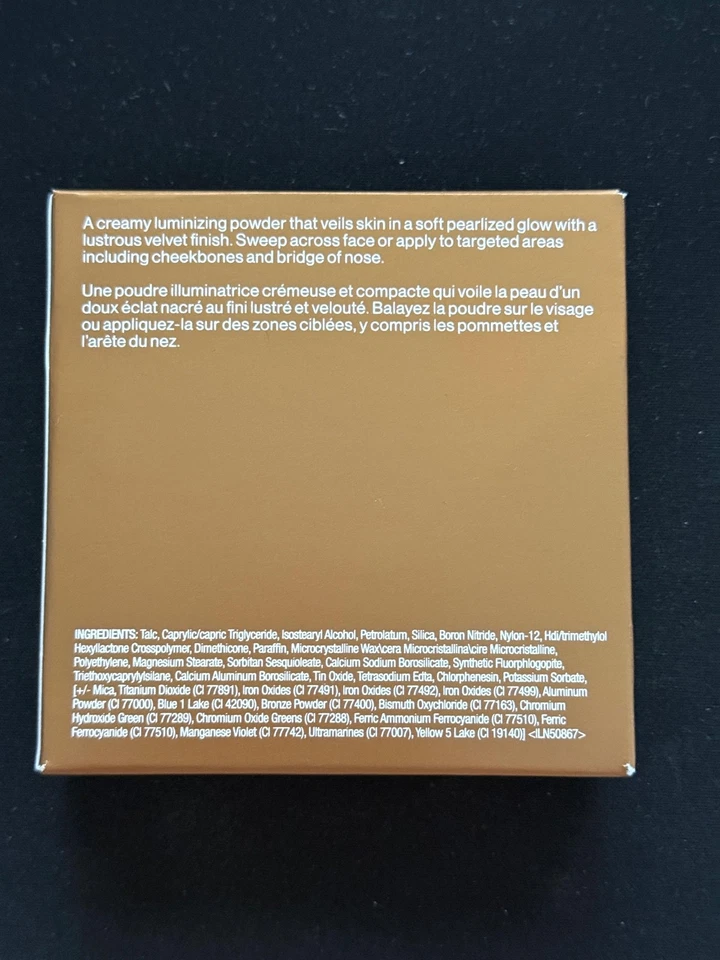 A creamy luminizing powder that veils skin in a soft pearlized glow with a
lustrous velvet finish. Sweep across face or apply to targeted areas
including cheekbones and bridge of nose.
Une poudre illuminatrice crémeuse et compacte qui voile la peau d'un
doux éclat nacré au fini lustré et velouté. Balayez la poudre sur le visage
ou appliquez-la sur des zones ciblées, y compris les pommettes et
l'arête du nez.
INGREDIENTS: Talc, Caprylic/capric Triglyceride, Isostearyl Alcohol, Petrolatum, Silica, Boron Nitride, Nylon-12, Hdi/trimethylol
Hexyllactone Crosspolymer, Dimethicone, Paraffin, Microcrystalline Wax\cera Microcristallina\cire Microcristalline,
Polyethylene, Magnesium Stearate, Sorbitan Sesquioleate, Calcium Sodium Borosilicate, Synthetic Fluorphlogopite,
Triethoxycaprylylsilane, Calcium Aluminum Borosilicate, Tin Oxide, Tetrasodium Edta, Chlorphenesin, Potassium Sorbate,
[+/- Mica, Titanium Dioxide (CI 77891), Iron Oxides (CI 77491), Iron Oxides (CI 77492), Iron Oxides (CI 77499), Aluminum
Powder (CI 77000), Blue 1 Lake (CI 42090), Bronze Powder (CI 77400), Bismuth Oxychloride (CI 77163), Chromium
Hydroxide Green (CI 77289), Chromium Oxide Greens (CI 77288), Ferric Ammonium Ferrocyanide (CI 77510), Ferric
Ferrocyanide (CI 77510), Manganese Violet (CI 77742), Ultramarines (CI 77007), Yellow 5 Lake (CI 19140)] <ILN50867>